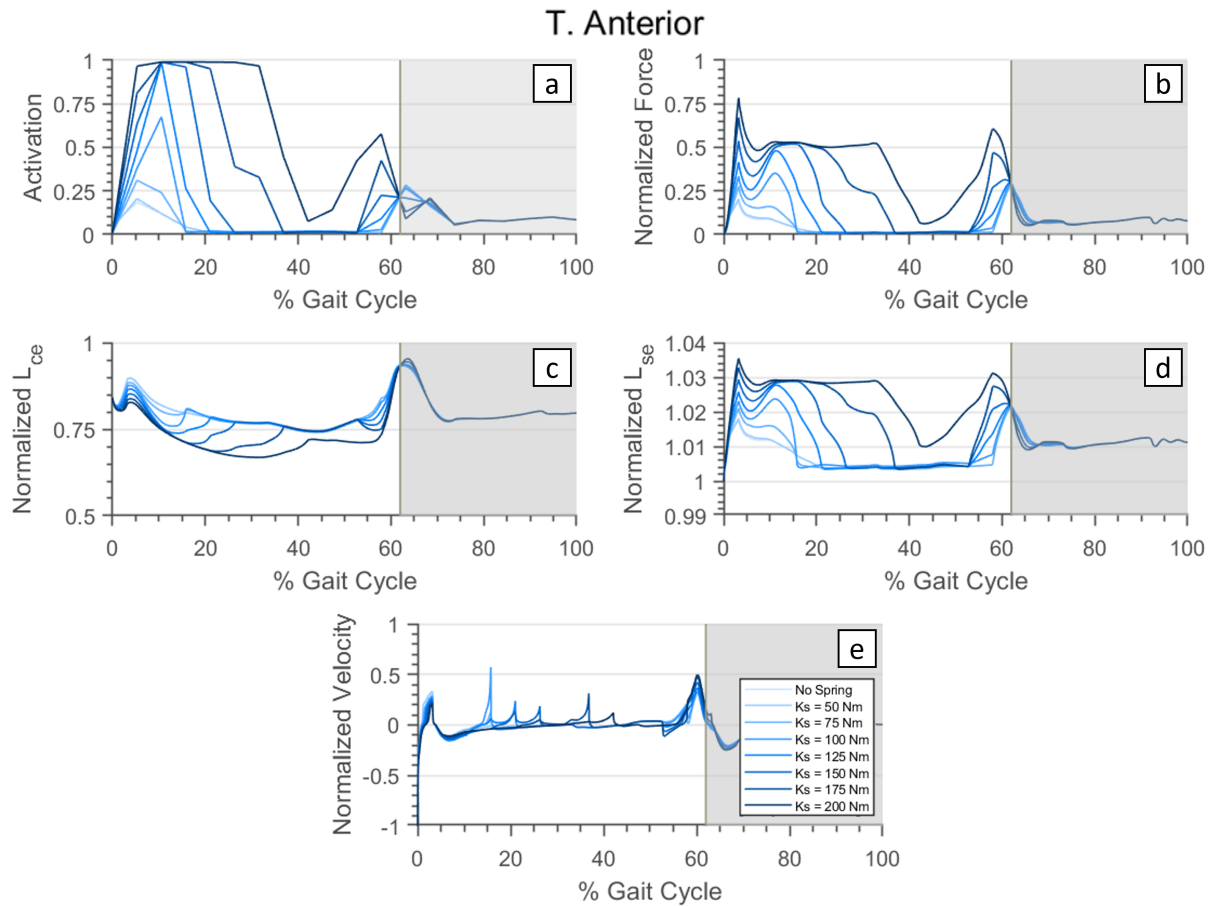 T. Anterior
a
Activation
1
0.75
0.5
0.25
0
0 20 40 60 80 100
% Gait Cycle
b
Normalized Force
1
0.75
0.5
0.25
0
0 20 40 60 80 100
% Gait Cycle
c
Normalized Lce
1
0.75
0.5
0 20 40 60 80 100
% Gait Cycle
d
Normalized Lse
1.04
1.03
1.02
1.01
1
0.99
0 20 40 60 80 100
% Gait Cycle
e
Normalized Velocity
1
0.5
0
-0.5
-1
No Spring
Ks = 50 Nm
Ks = 75 Nm
Ks = 100 Nm
Ks = 125 Nm
Ks = 150 Nm
Ks = 175 Nm
Ks = 200 Nm
0 20 40 60 80 100
% Gait Cycle